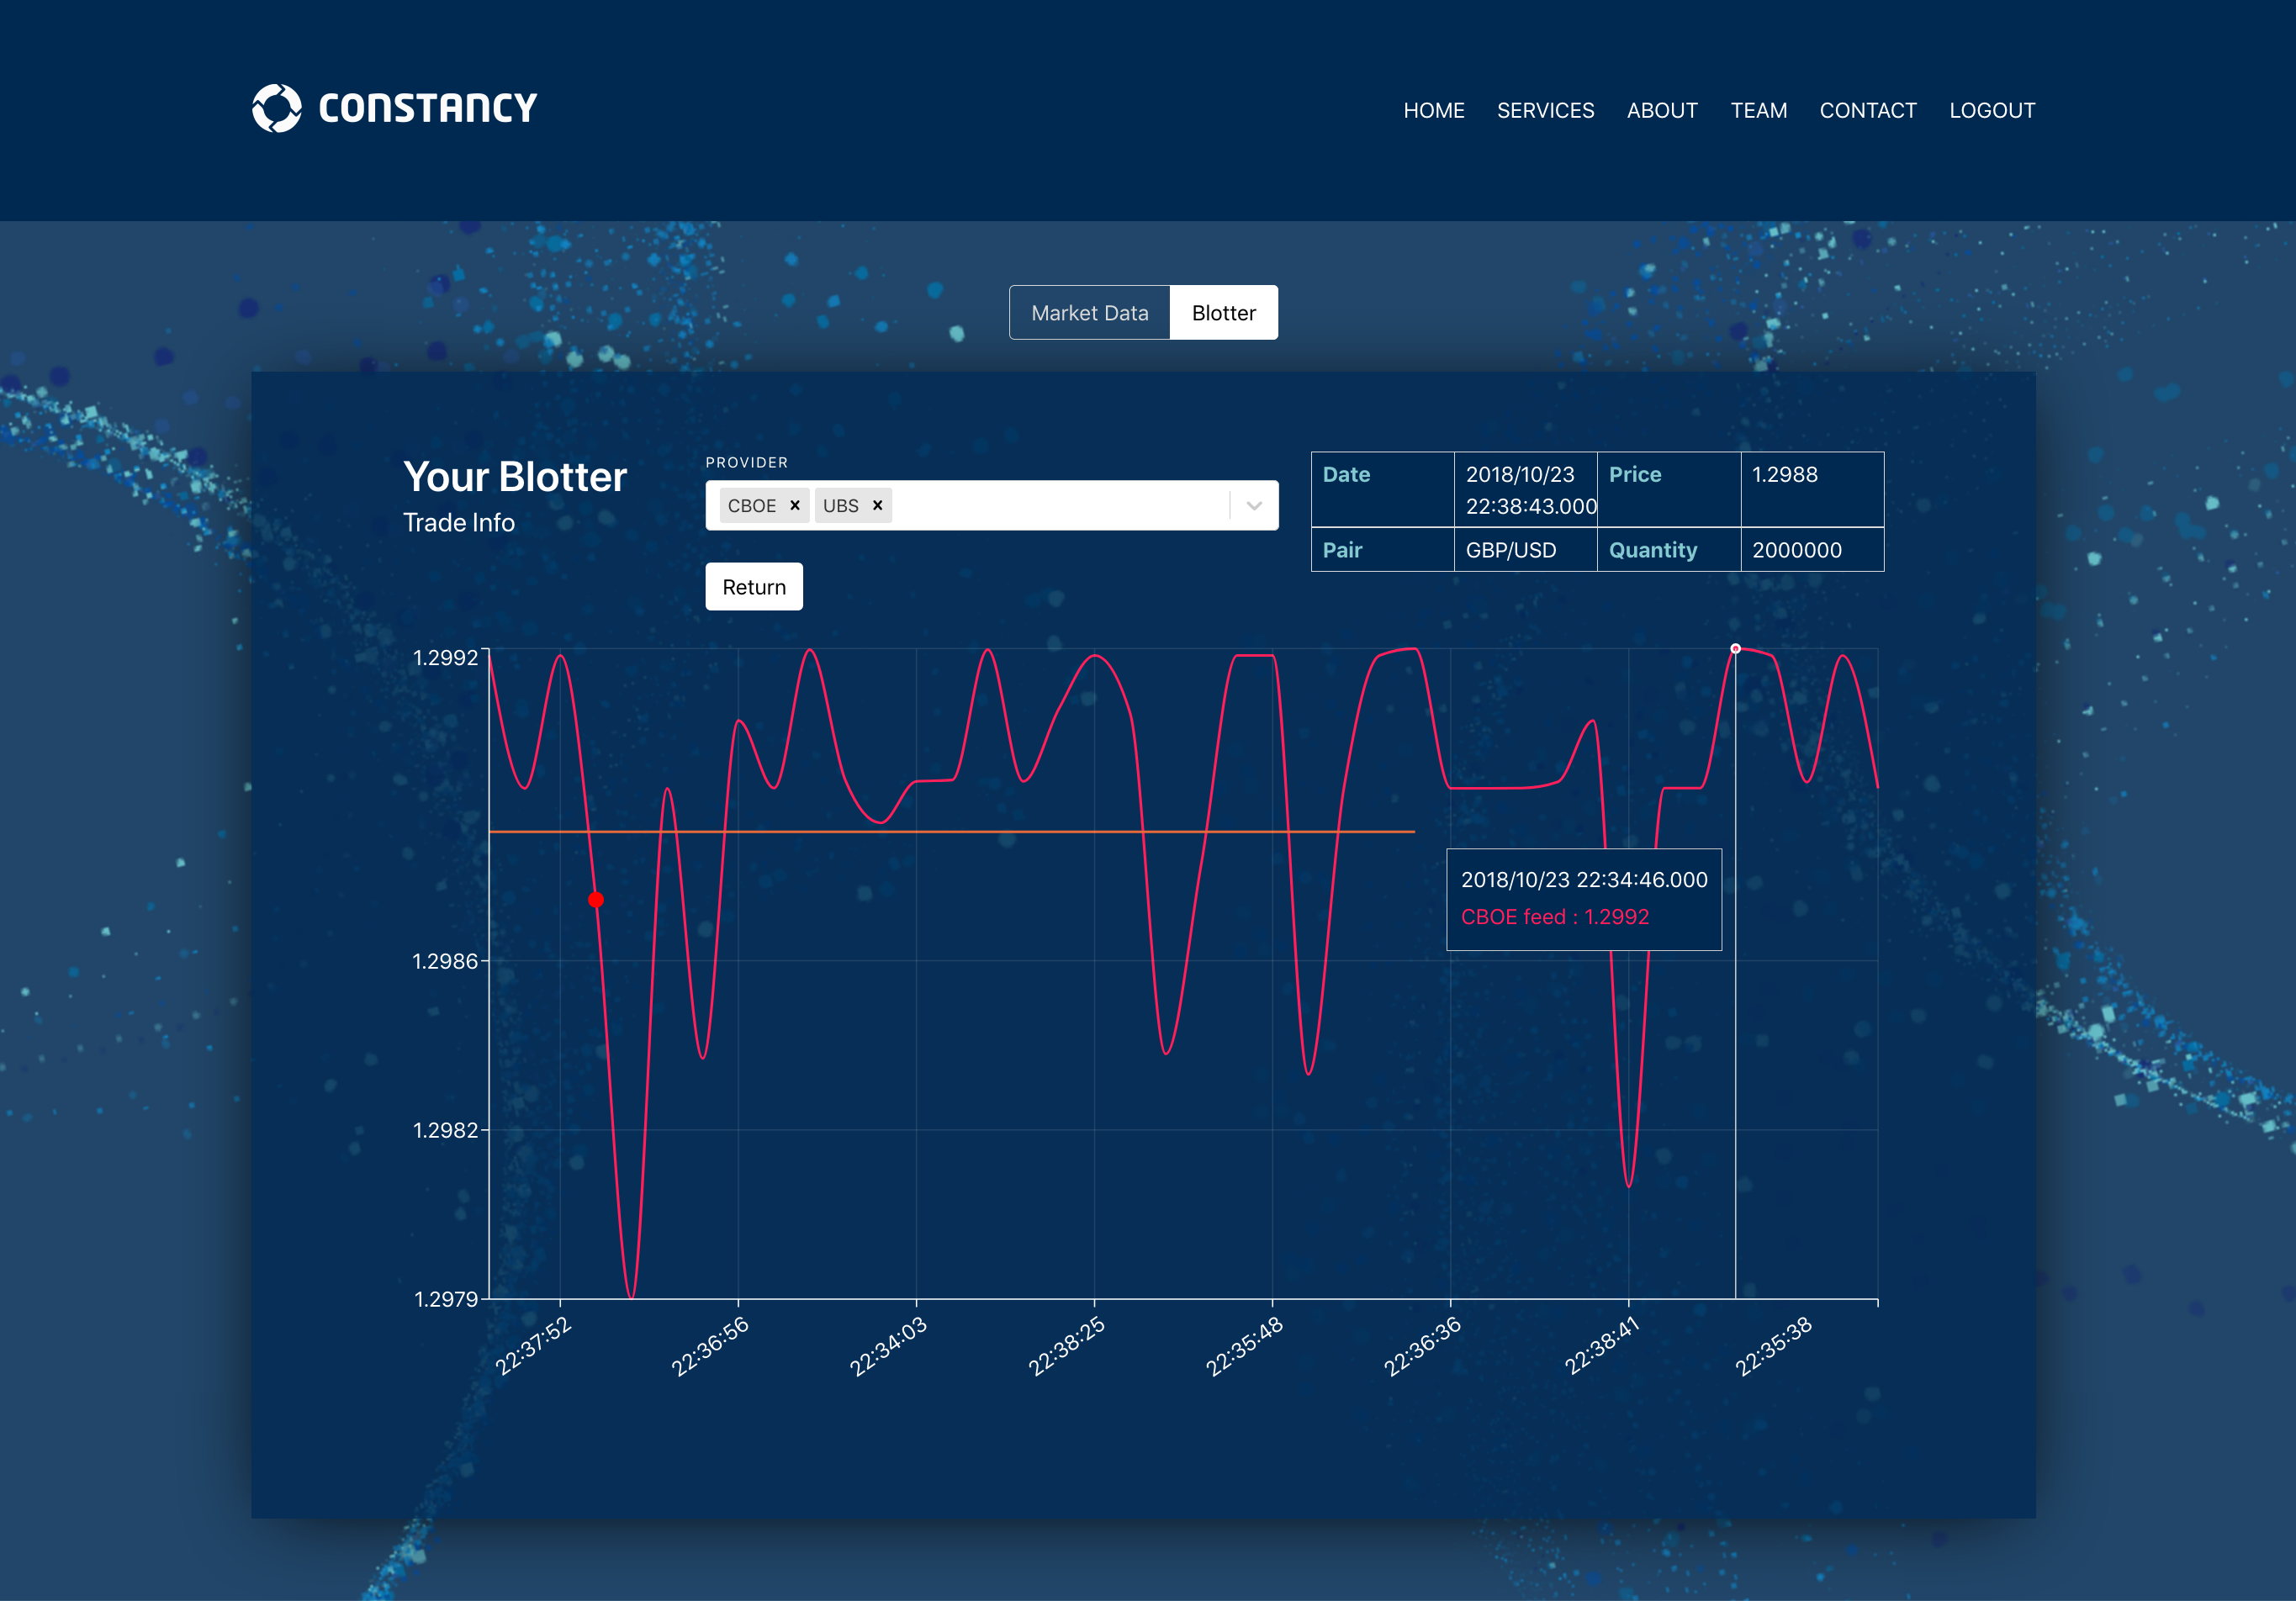 CONSTANCY
HOME SERVICES ABOUT TEAM CONTACT LOGOUT
Market Data Blotter
Your Blotter
Trade Info
PROVIDER
CBOE × UBS ×
Return
Date 2018/10/23 22:38:43.000 Price 1.2988
Pair GBP/USD Quantity 2000000
1.2992
1.2986
1.2982
1.2979
2018/10/23 22:34:46.000
CBOE feed : 1.2992
22:37:52 22:36:56 22:34:03 22:38:25 22:35:48 22:36:36 22:38:41 22:35:38